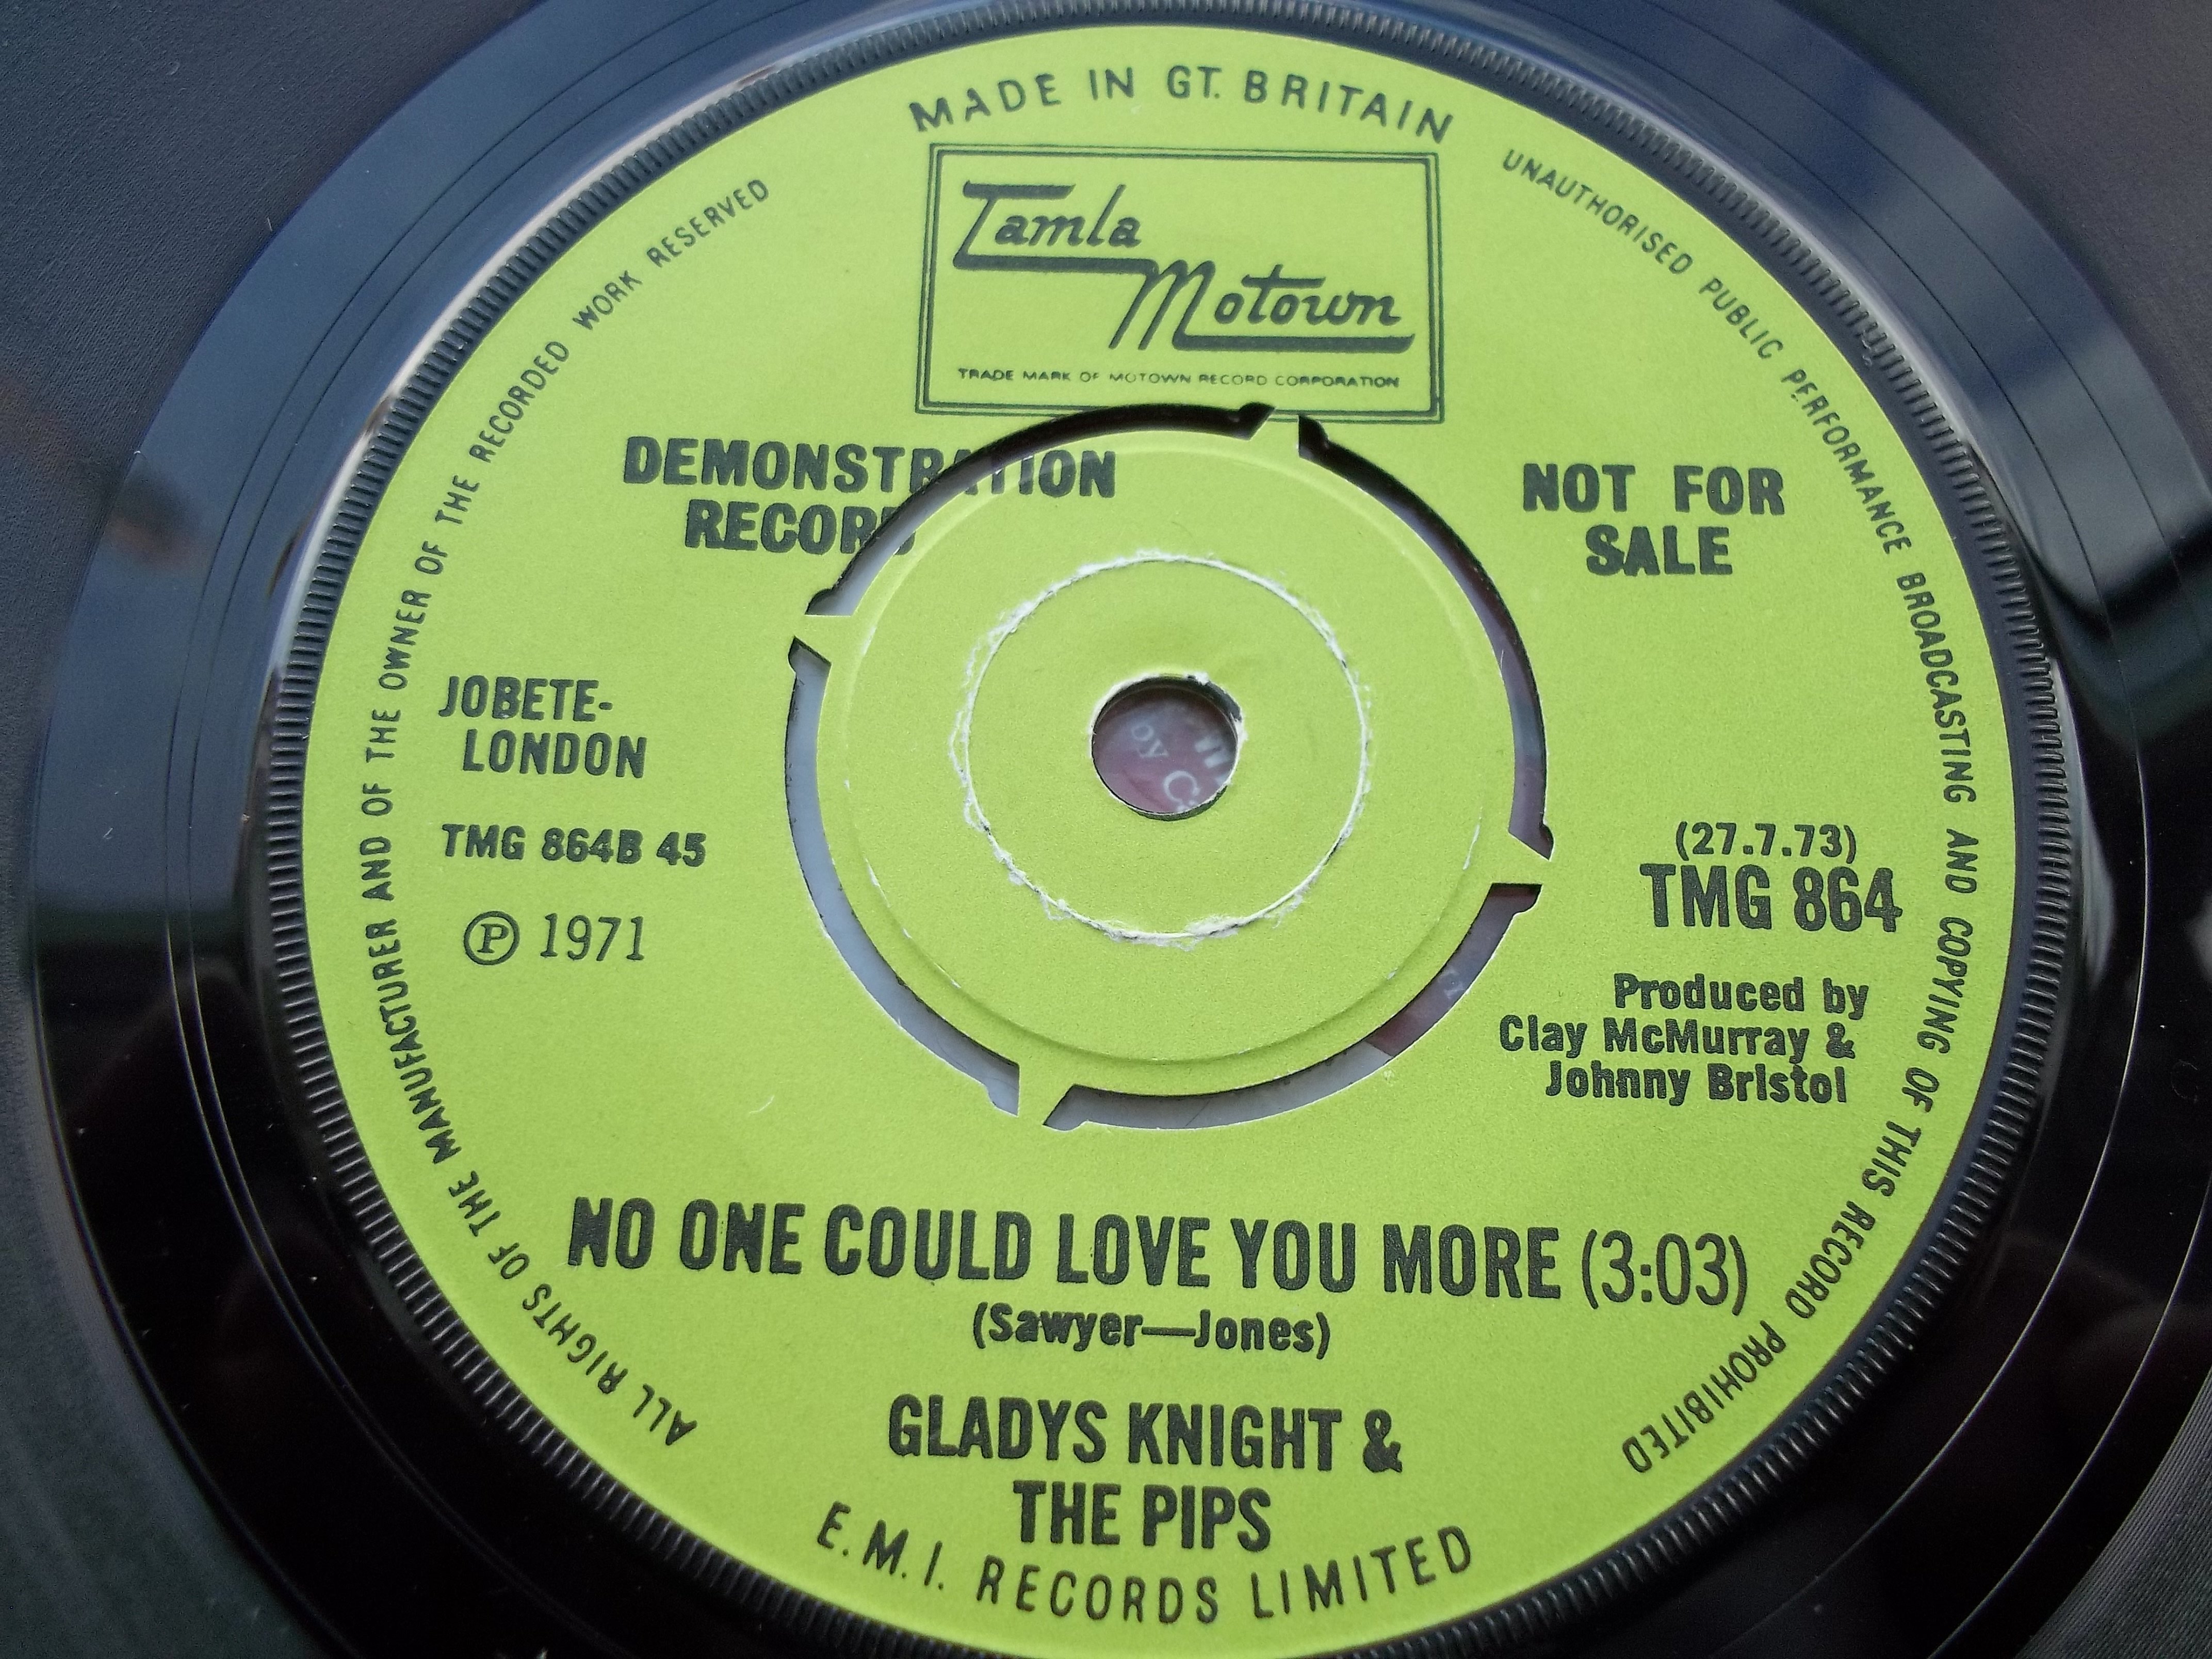 MADE IN GT. BRITAIN
Tamla
Motown
TRADE MARK OF MOTOWN RECORD CORPORATION
DEMONSTRATION
RECORD
NOT FOR
SALE
JOBETE-
LONDON
TMG 864B 45
Ⓟ 1971
(27.7.73)
TMG 864
Produced by
Clay McMurray &
Johnny Bristol
NO ONE COULD LOVE YOU MORE (3:03)
(Sawyer—Jones)
GLADYS KNIGHT &
THE PIPS
E.M.I. RECORDS LIMITED
ALL RIGHTS OF THE MANUFACTURER AND OF THE OWNER OF THE RECORDED WORK RESERVED
UNAUTHORISED PUBLIC PERFORMANCE BROADCASTING AND COPYING OF THIS RECORD PROHIBITED
by